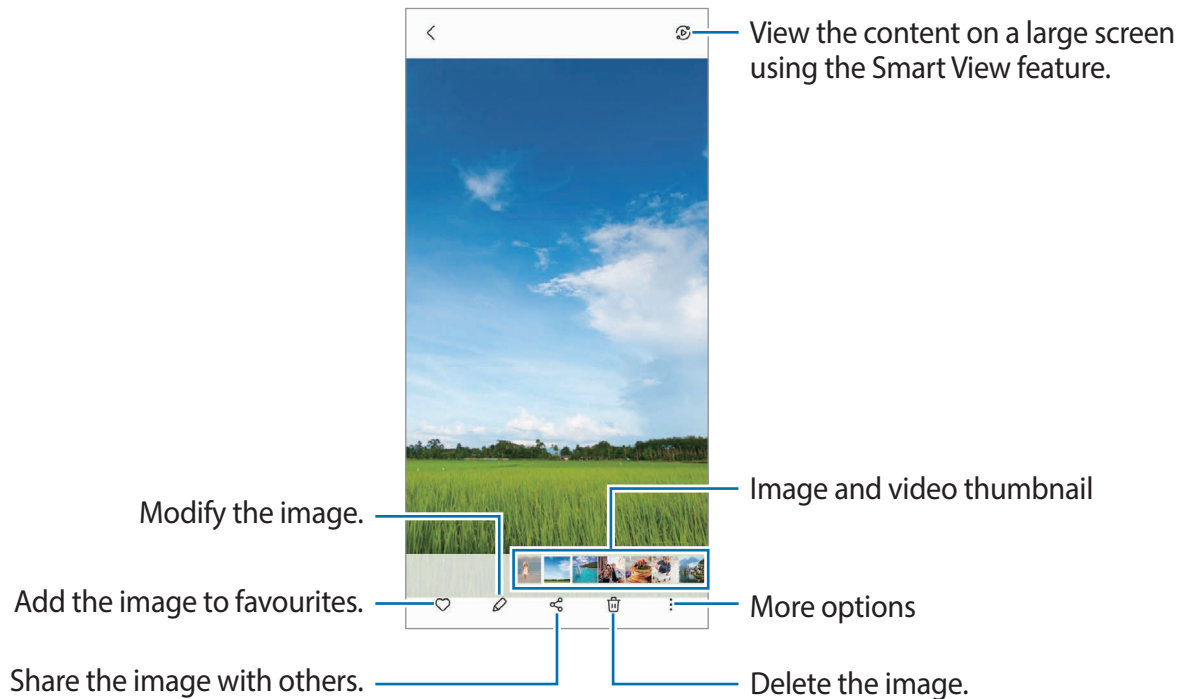 View the content on a large screen
using the Smart View feature.
Image and video thumbnail
Modify the image.
Add the image to favourites.
More options
Share the image with others.
Delete the image.